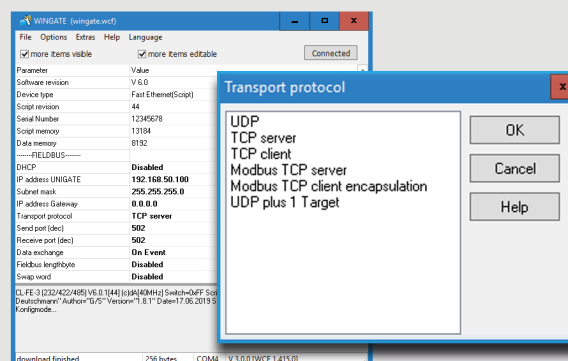 WINGATE (wingate.wcf)
File Options Extras Help Language
more items visible more items editable Connected
Parameter Value
Software revision V 6.0
Device type Fast Ethernet(Script)
Script revision 44
Serial Number 12345678
Script memory 13184
Data memory 8192
-------FIELDBUS-------
DHCP Disabled
IP address UNIGATE 192.168.50.100
Subnet mask 255.255.255.0
IP address Gateway 0.0.0.0
Transport protocol TCP server
Send port (dec) 502
Receive port (dec) 502
Data exchange On Event
Fieldbus lengthbyte Disabled
Swap word Disabled
CL-FE-3 (232/422/485) V6.0.1[44] (c)dA[40MHz] Switch=0xFF Scri
Deutschmann" Author="G/S" Version="1.8.1" Date=17.06.2019 S
Konfigmode...
download finished 256 bytes COM4 V 3.0.0 [WCF 1.415.0]
Transport protocol
UDP
TCP server
TCP client
Modbus TCP server
Modbus TCP client encapsulation
UDP plus 1 Target
OK
Cancel
Help